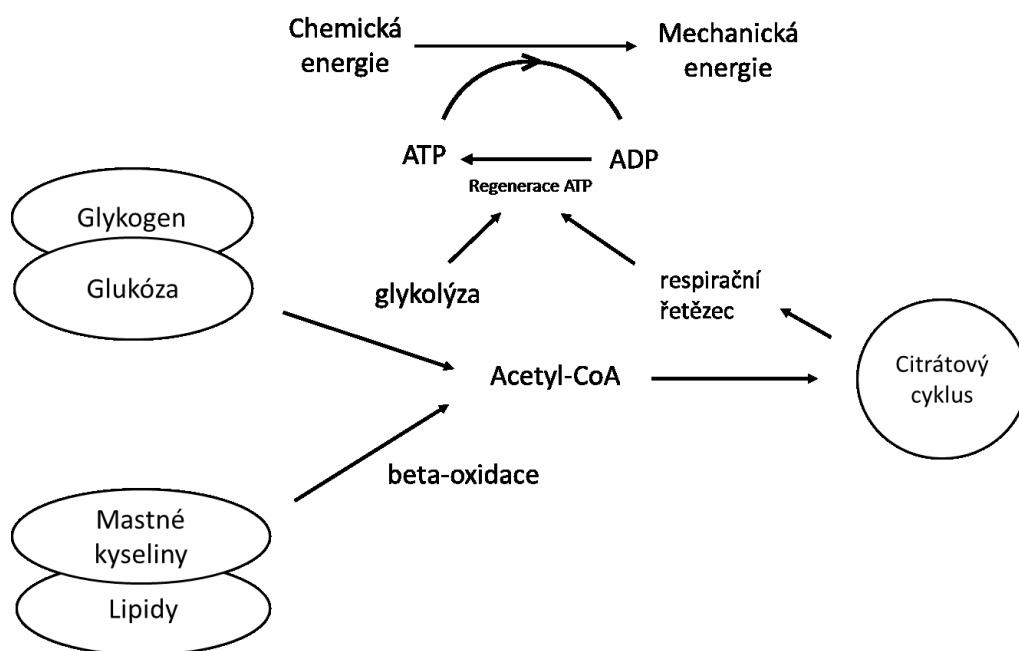 Chemická
energie
Mechanická
energie
ATP
ADP
Regenerace ATP
Glykogen
Glukóza
glykolýza
respirační
řetězec
Acetyl-CoA
Citrátový
cyklus
beta-oxidace
Mastné
kyseliny
Lipidy